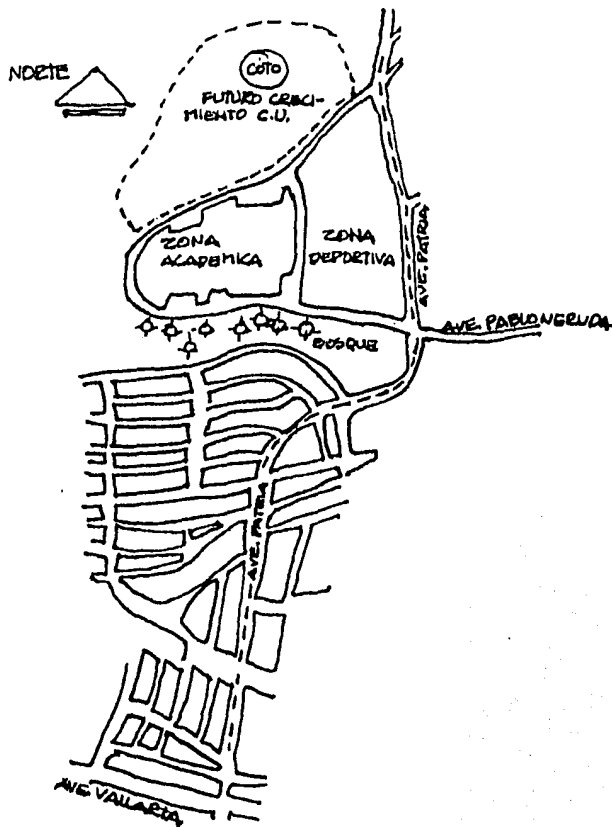 NORTE
COTO
FUTURO CRECI-
MIENTO C.U.
ZONA
ACADEMICA
ZONA
DEPORTIVA
AVE. PATRIA
AVE. PABLO NERUDA
BOSQUE
AVE. PATRIA
AVE. VALLARTA